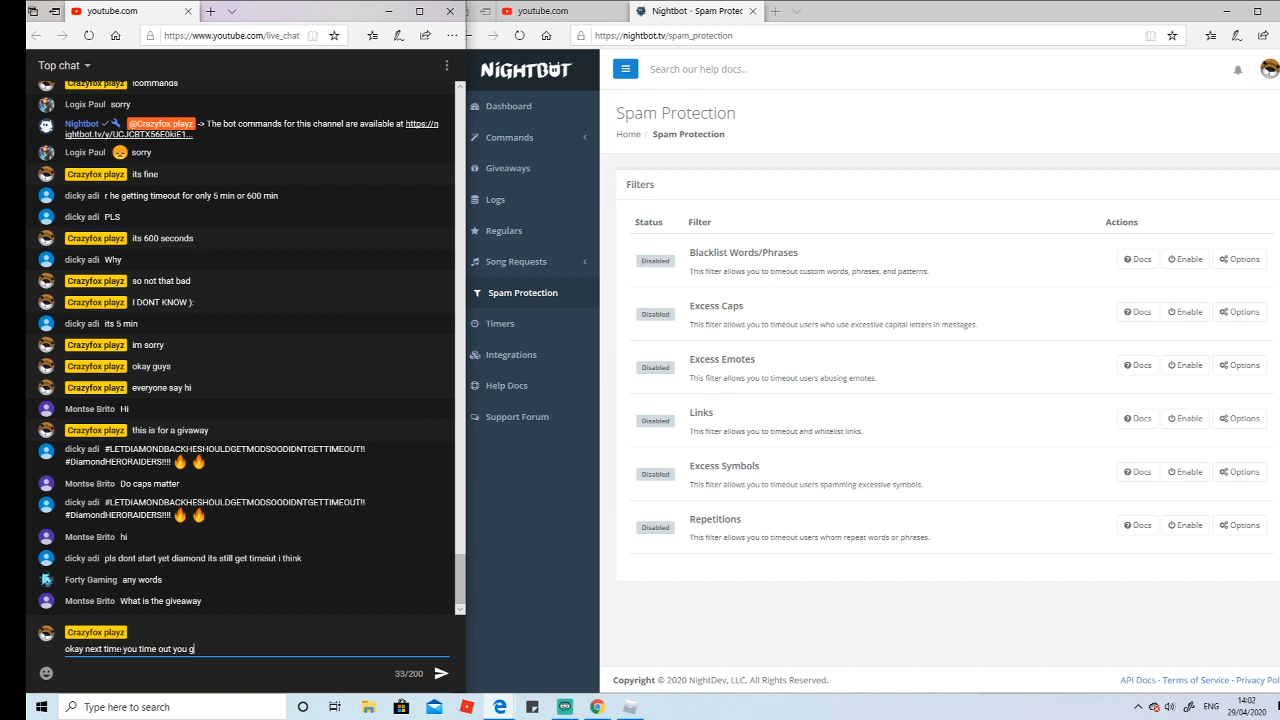 youtube.com
https://www.youtube.com/live_chat
Top chat
Crazyfox playz !commands
Logix Paul sorry
Nightbot @Crazyfox playz -> The bot commands for this channel are available at https://n
ightbot.tv/y/UCJCBTX56E0kiE1...
Logix Paul sorry
Crazyfox playz its fine
dicky adi r he getting timeout for only 5 min or 600 min
dicky adi PLS
Crazyfox playz its 600 seconds
dicky adi Why
Crazyfox playz so not that bad
Crazyfox playz I DONT KNOW ):
dicky adi its 5 min
Crazyfox playz im sorry
Crazyfox playz okay guys
Crazyfox playz everyone say hi
Montse Brito Hi
Crazyfox playz this is for a givaway
dicky adi #LETDIAMONDBACKHESHOULDGETMODSOODIDNTGETTIMEOUT!!
#DiamondHERORAIDERS!!!!
Montse Brito Do caps matter
dicky adi #LETDIAMONDBACKHESHOULDGETMODSOODIDNTGETTIMEOUT!!
#DiamondHERORAIDERS!!!!
Montse Brito hi
dicky adi pls dont start yet diamond its still get timeiut i think
Forty Gaming any words
Montse Brito What is the giveaway
Crazyfox playz
okay next time you time out you g
33/200
youtube.com
Nightbot - Spam Protec
https://nightbot.tv/spam_protection
NiGHTBOT
Search our help docs..
Dashboard
Commands
Giveaways
Logs
Regulars
Song Requests
Spam Protection
Timers
Integrations
Help Docs
Support Forum
Spam Protection
Home / Spam Protection
Filters
Status Filter Actions
Disabled Blacklist Words/Phrases Docs Enable Options
This filter allows you to timeout custom words, phrases, and patterns.
Disabled Excess Caps Docs Enable Options
This filter allows you to timeout users who use excessive capital letters in messages.
Disabled Excess Emotes Docs Enable Options
This filter allows you to timeout users abusing emotes.
Disabled Links Docs Enable Options
This filter allows you to timeout and whitelist links.
Disabled Excess Symbols Docs Enable Options
This filter allows you to timeout users spamming excessive symbols.
Disabled Repetitions Docs Enable Options
This filter allows you to timeout users whom repeat words or phrases.
Copyright © 2020 NightDev, LLC. All Rights Reserved.
API Docs - Terms of Service - Privacy Pol
Type here to search
ENG
14:02
29/04/2020